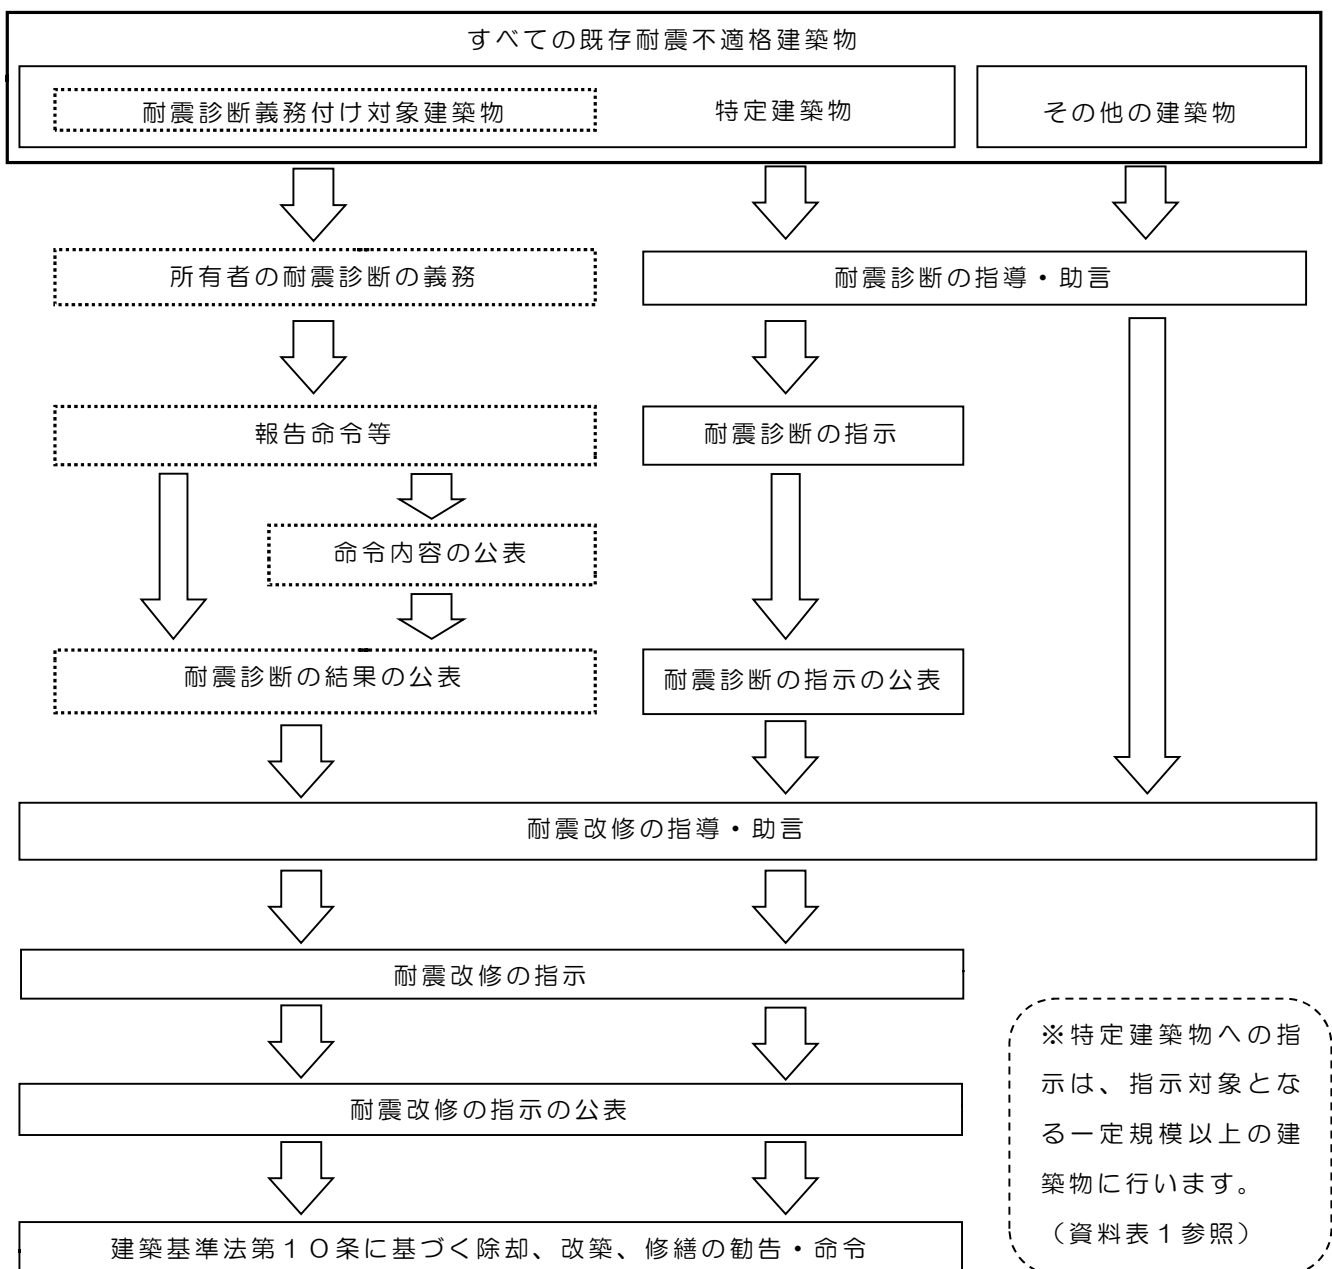 すべての既存耐震不適格建築物
耐震診断義務付け対象建築物
特定建築物
その他の建築物
所有者の耐震診断の義務
耐震診断の指導・助言
報告命令等
耐震診断の指示
命令内容の公表
耐震診断の結果の公表
耐震診断の指示の公表
耐震改修の指導・助言
耐震改修の指示
耐震改修の指示の公表
建築基準法第１０条に基づく除却、改築、修繕の勧告・命令
※特定建築物への指
示は、指示対象とな
る一定規模以上の建
築物に行います。
（資料表１参照）